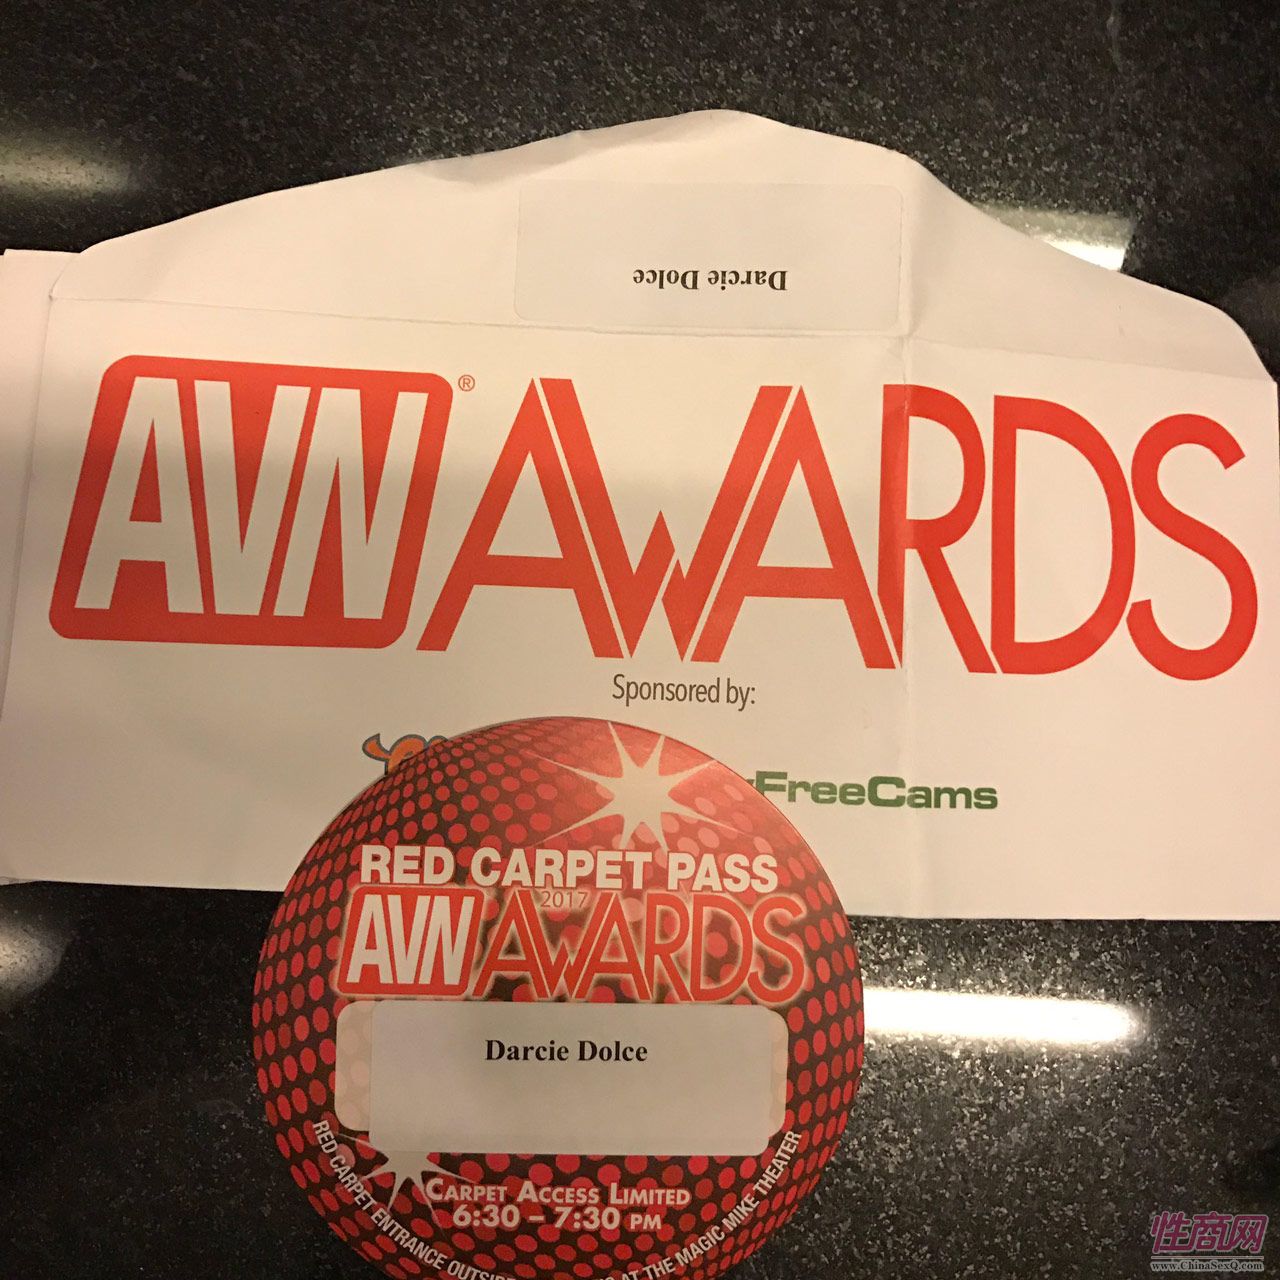 Darcie Dolce
AVN® AWARDS
Sponsored by:
FreeCams
RED CARPET PASS
2017
AVN AWARDS
Darcie Dolce
CARPET ACCESS LIMITED
6:30 – 7:30 PM
RED CARPET ENTRANCE OUTSIDE AT THE MAGIC MIKE THEATER
性商网
www.ChinaSexQ.com